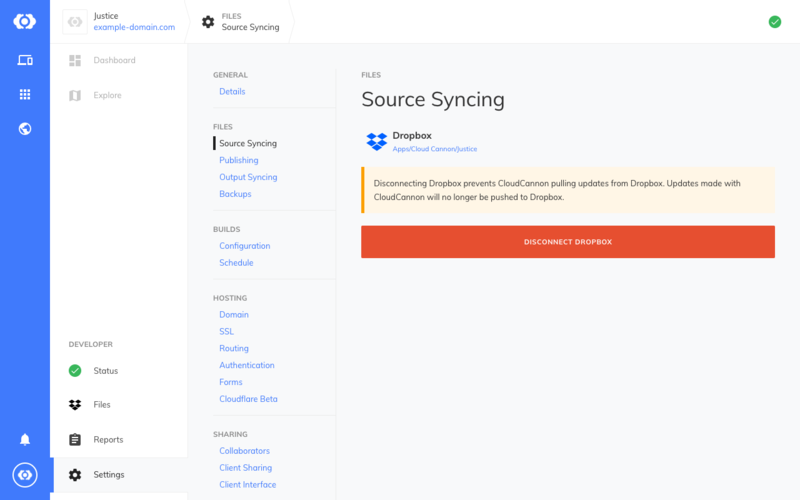 Justice
example-domain.com
FILES
Source Syncing
Dashboard
Explore
DEVELOPER
Status
Files
Reports
Settings
GENERAL
Details
FILES
Source Syncing
Publishing
Output Syncing
Backups
BUILDS
Configuration
Schedule
HOSTING
Domain
SSL
Routing
Authentication
Forms
Cloudflare Beta
SHARING
Collaborators
Client Sharing
Client Interface
FILES
Source Syncing
Dropbox
Apps/Cloud Cannon/Justice
Disconnecting Dropbox prevents CloudCannon pulling updates from Dropbox. Updates made with
CloudCannon will no longer be pushed to Dropbox.
DISCONNECT DROPBOX